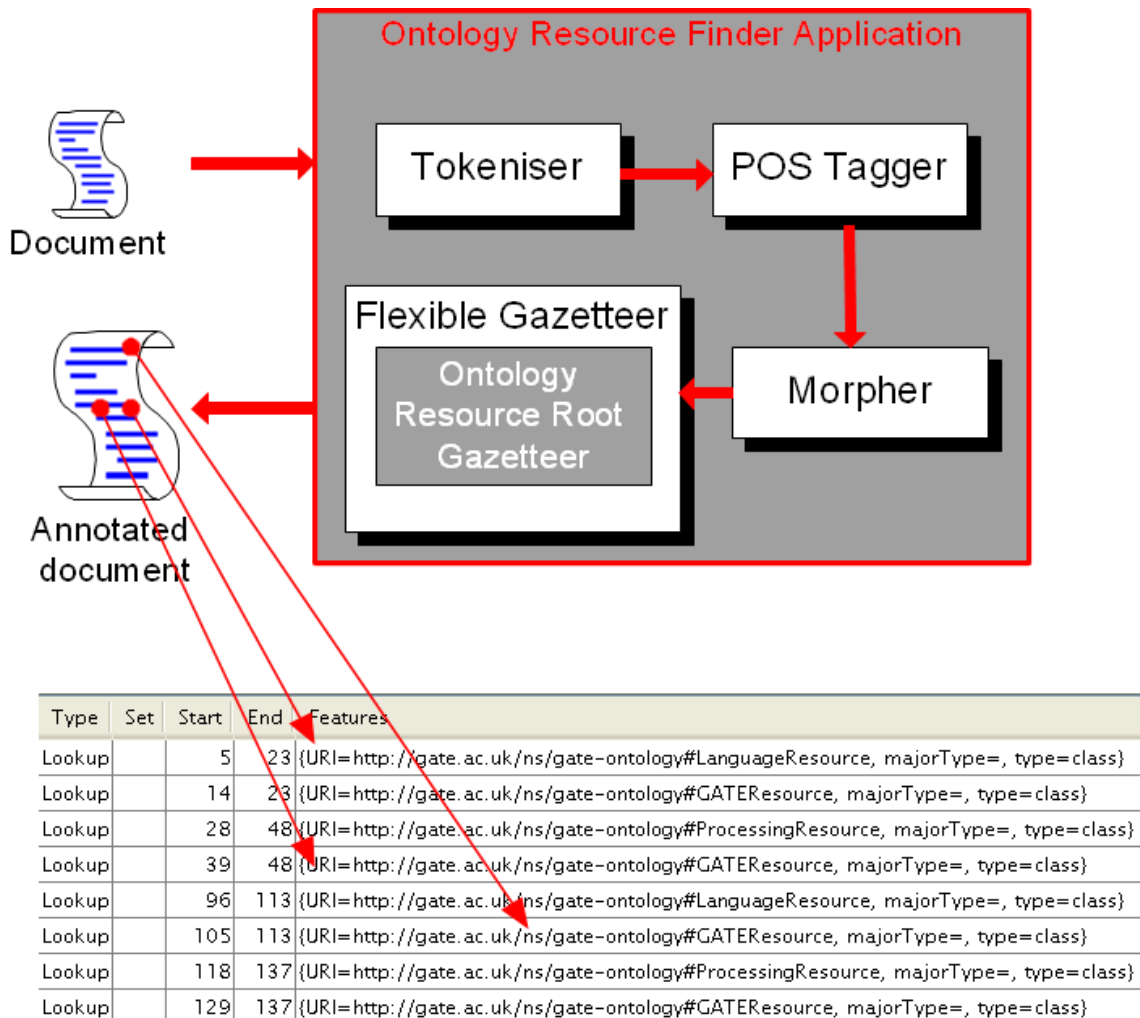 Ontology Resource Finder Application
Tokeniser
POS Tagger
Document
Flexible Gazetteer
Ontology
Resource Root
Gazetteer
Morpher
Annotated
document
Type Set Start End Features
Lookup 5 23 {URI=http://gate.ac.uk/ns/gate-ontology#LanguageResource, majorType=, type=class}
Lookup 14 23 {URI=http://gate.ac.uk/ns/gate-ontology#GATEResource, majorType=, type=class}
Lookup 28 48 {URI=http://gate.ac.uk/ns/gate-ontology#ProcessingResource, majorType=, type=class}
Lookup 39 48 {URI=http://gate.ac.uk/ns/gate-ontology#GATEResource, majorType=, type=class}
Lookup 96 113 {URI=http://gate.ac.uk/ns/gate-ontology#LanguageResource, majorType=, type=class}
Lookup 105 113 {URI=http://gate.ac.uk/ns/gate-ontology#GATEResource, majorType=, type=class}
Lookup 118 137 {URI=http://gate.ac.uk/ns/gate-ontology#ProcessingResource, majorType=, type=class}
Lookup 129 137 {URI=http://gate.ac.uk/ns/gate-ontology#GATEResource, majorType=, type=class}